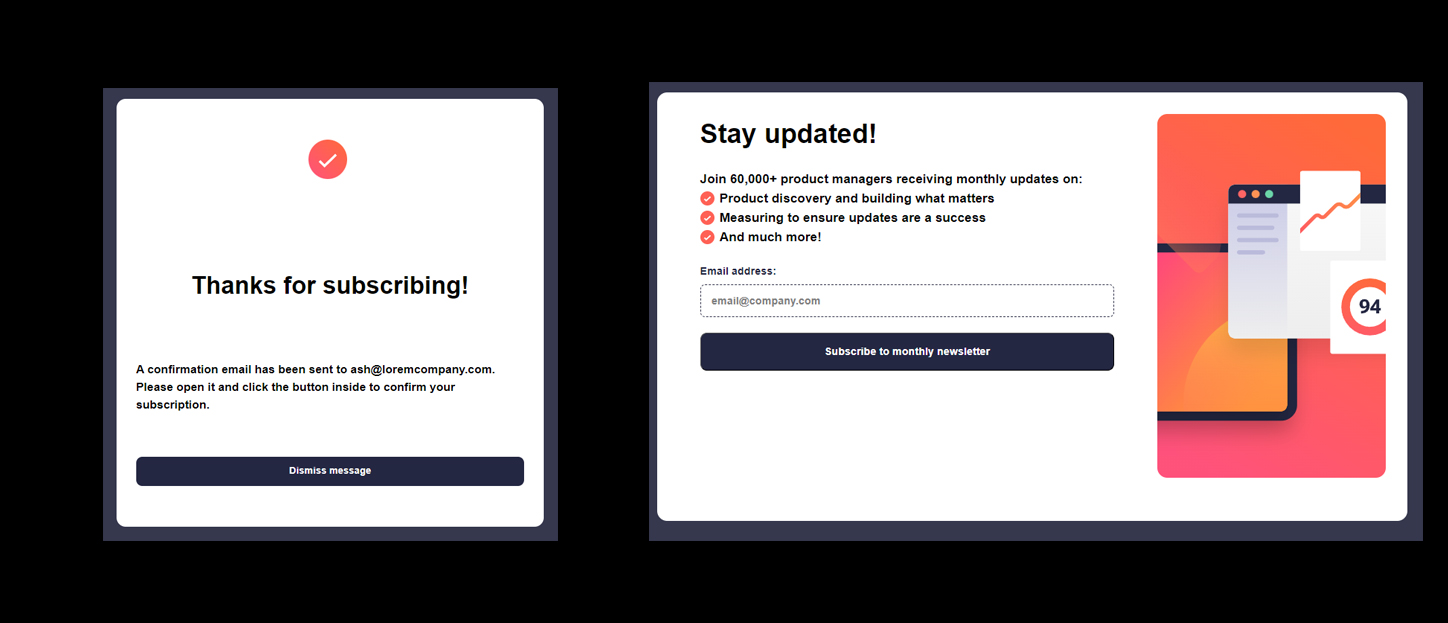 Thanks for subscribing!
A confirmation email has been sent to ash@loremcompany.com.
Please open it and click the button inside to confirm your
subscription.
Dismiss message
Stay updated!
Join 60,000+ product managers receiving monthly updates on:
Product discovery and building what matters
Measuring to ensure updates are a success
And much more!
Email address:
email@company.com
Subscribe to monthly newsletter
94